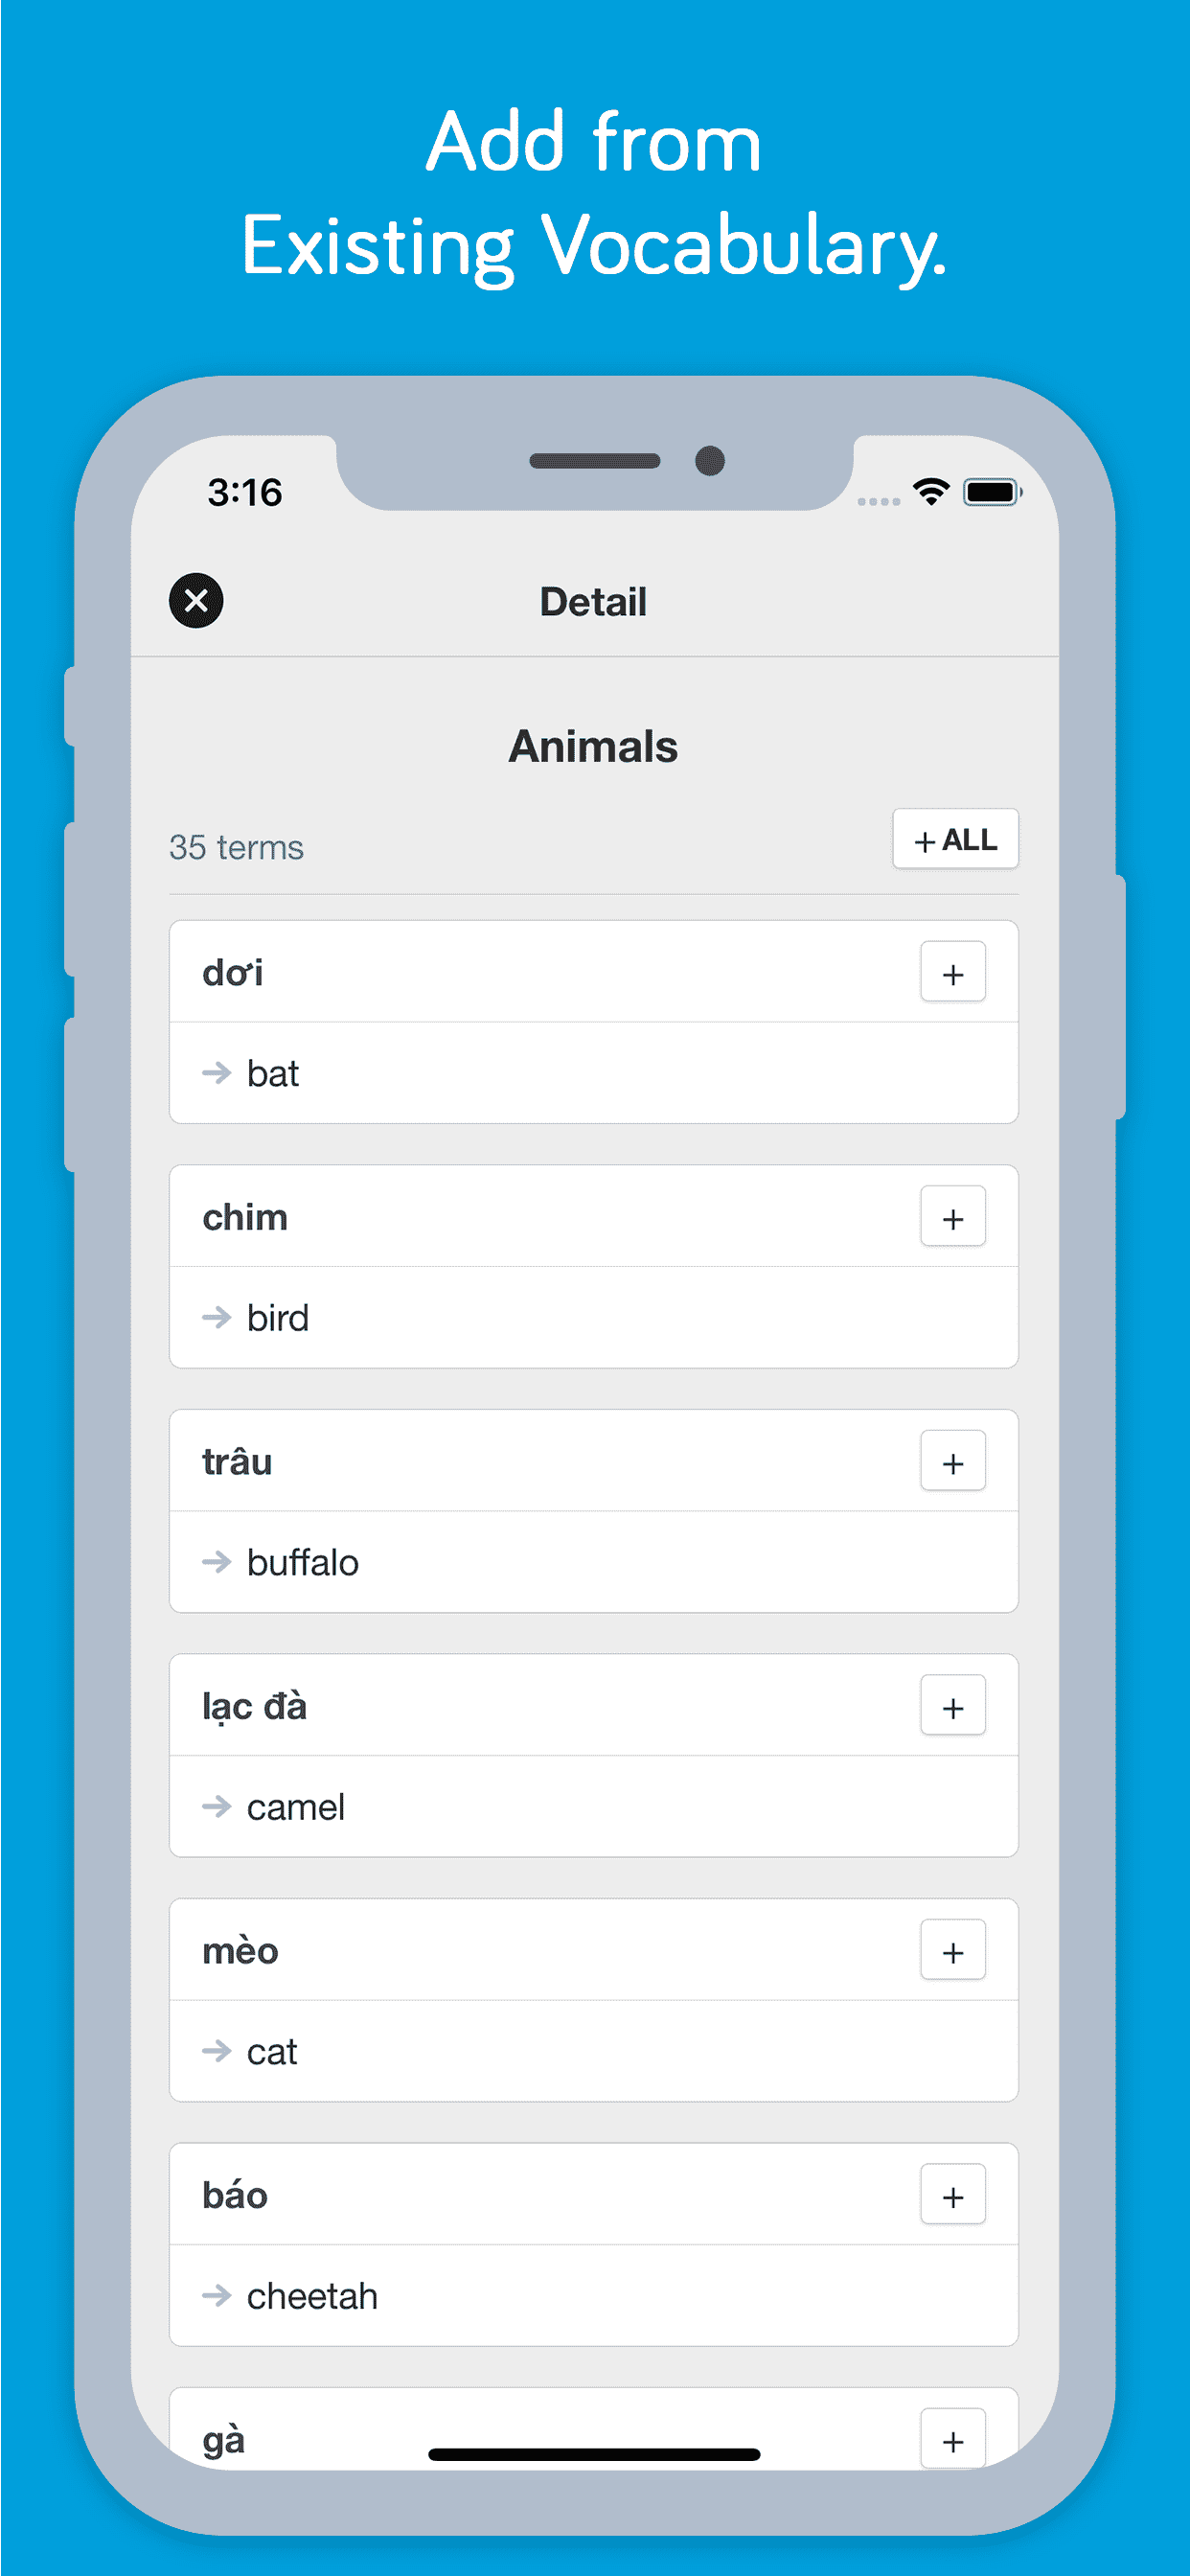 Add from
Existing Vocabulary.
3:16
Detail
Animals
35 terms
+ ALL
dơi
+
→ bat
chim
+
→ bird
trâu
+
→ buffalo
lạc đà
+
→ camel
mèo
+
→ cat
báo
+
→ cheetah
gà
+